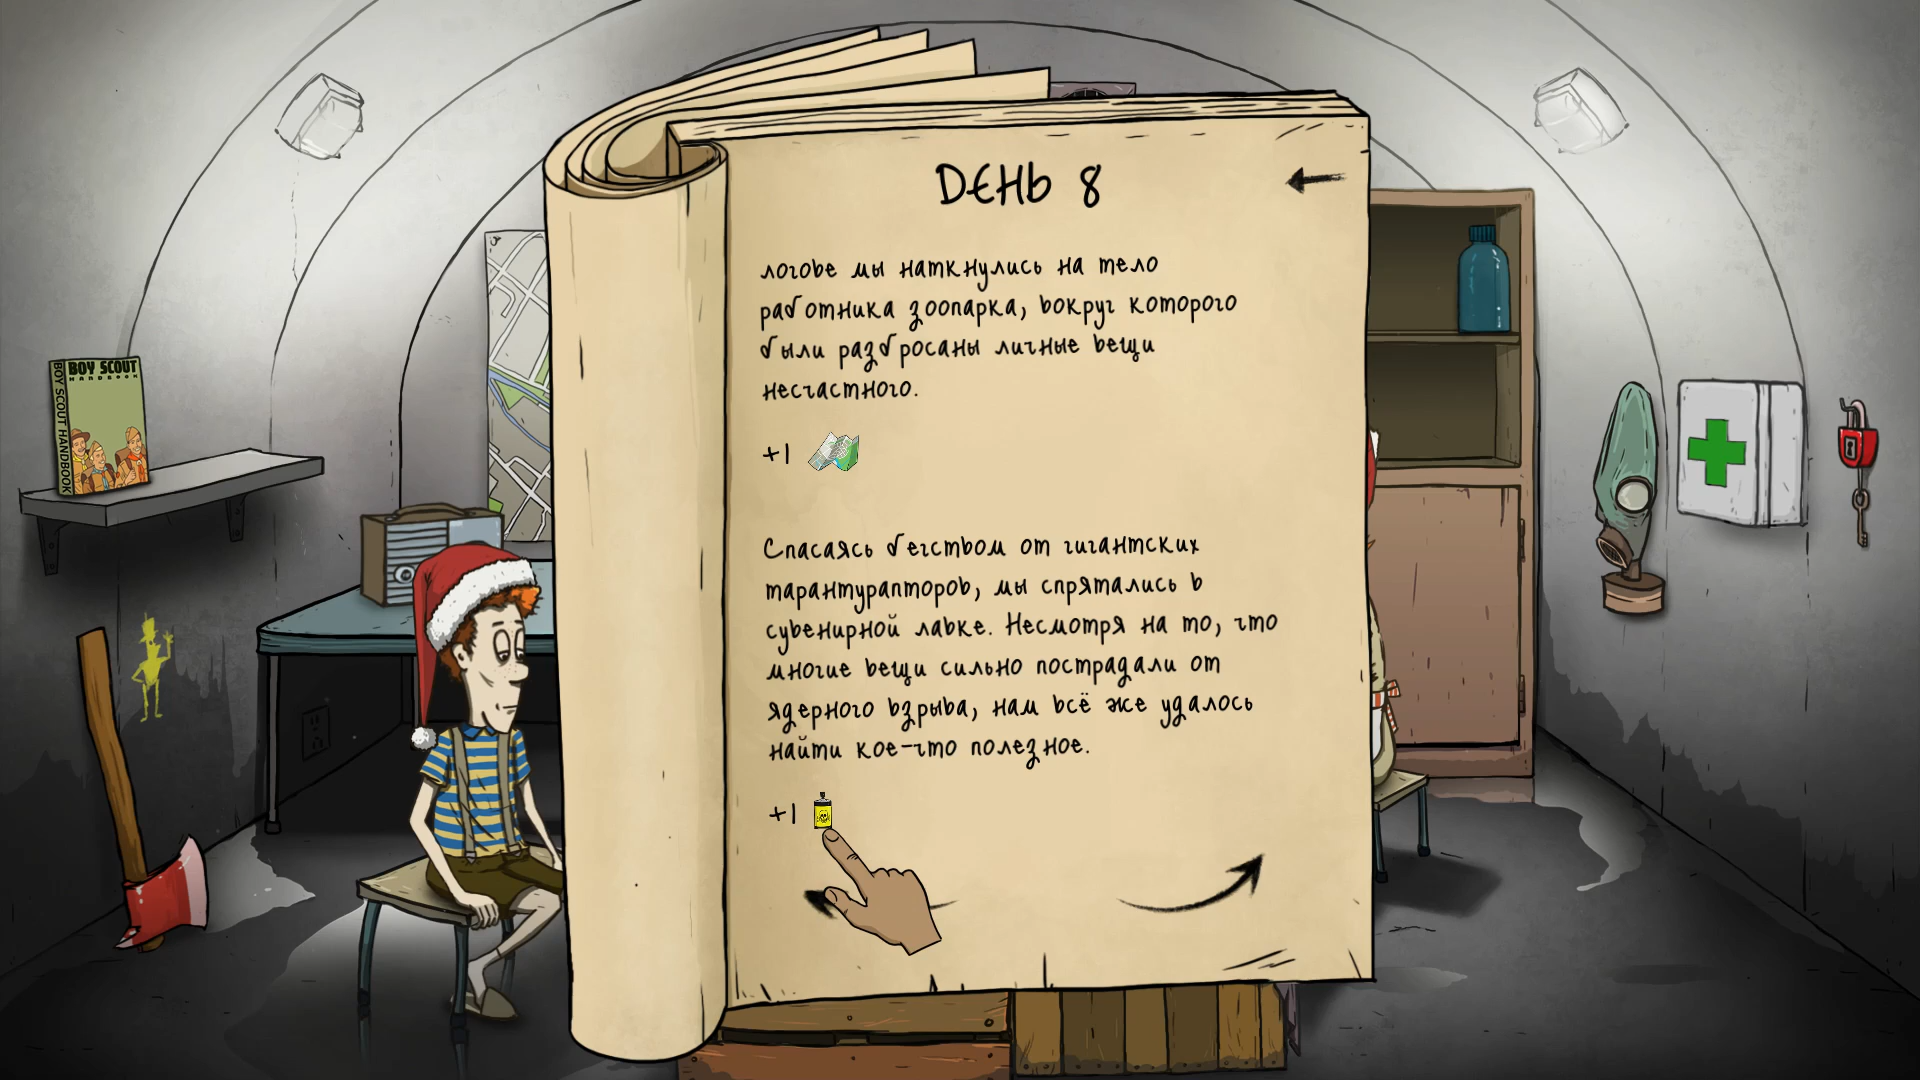 BOY SCOUT
HANDBOOK
BOY SCOUT HANDBOOK
День 8
логове мы наткнулись на тело
работника зоопарка, вокруг которого
были разбросаны личные вещи
несчастного.
+1
Спасаясь бегством от гигантских
тарантурапторов, мы спрятались в
сувенирной лавке. Несмотря на то, что
многие вещи сильно пострадали от
ядерного взрыва, нам всё же удалось
найти кое-что полезное.
+1